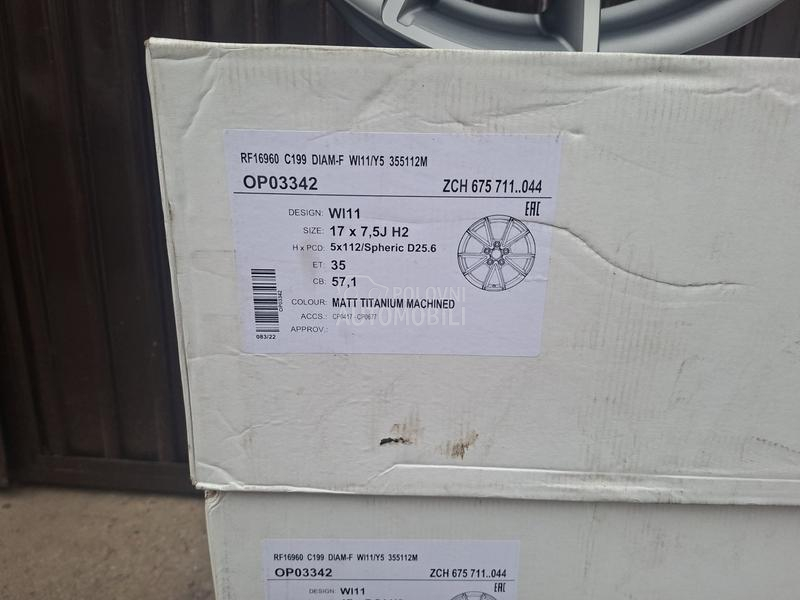 RF16960 C199 DIAM-F WI11/Y5 355112M
OP03342 ZCH 675 711..044
EAC
DESIGN: WI11
SIZE: 17 x 7,5J H2
H x PCD: 5x112/Spheric D25.6
ET: 35
CB: 57,1
COLOUR: MATT TITANIUM MACHINED
ACCS.: CP0417 - CP0677
APPROV.:
OP03342
083/22
POLOVNI
AUTOMOBILI
RF16960 C199 DIAM-F WI11/Y5 355112M
OP03342 ZCH 675 711..044
EAC
DESIGN: WI11